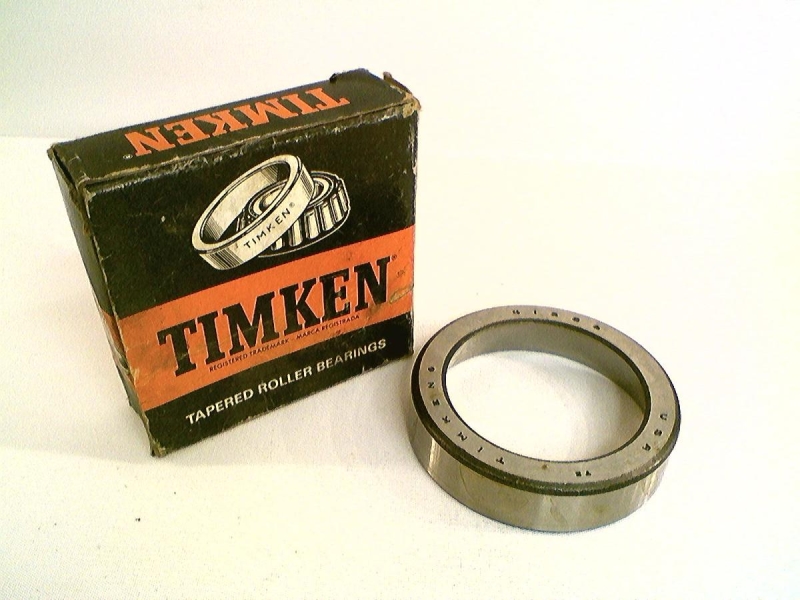 TIMKEN®
TIMKEN®
TIMKEN®
REGISTERED TRADEMARK - MARCA REGISTRADA
TAPERED ROLLER BEARINGS
TIMKEN®
USA